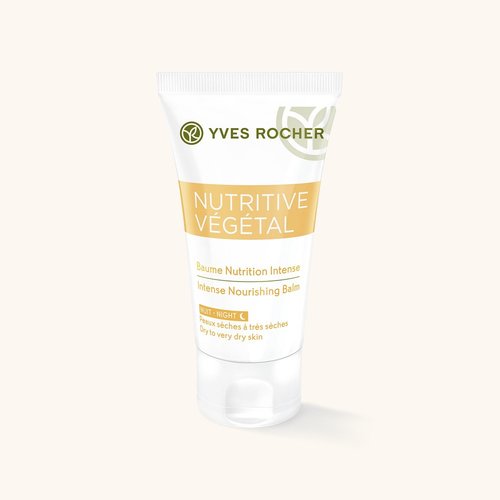 YVES ROCHER
NUTRITIVE
VÉGÉTAL
Baume Nutrition Intense
Intense Nourishing Balm
NUIT - NIGHT
Peaux sèches à très sèches
Dry to very dry skin